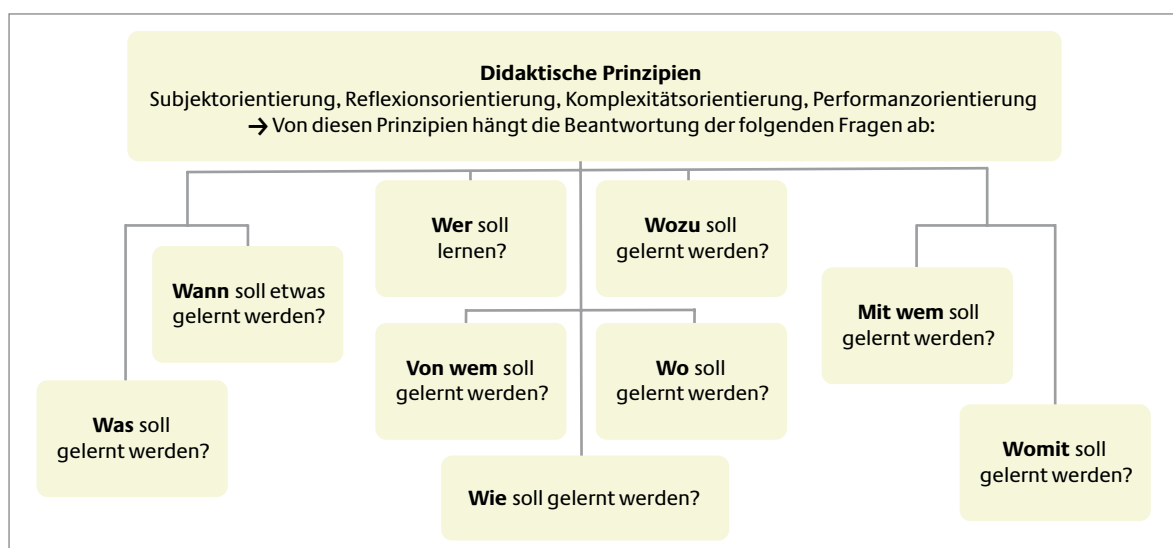 Didaktische Prinzipien
Subjektorientierung, Reflexionsorientierung, Komplexitätsorientierung, Performanzorientierung
→ Von diesen Prinzipien hängt die Beantwortung der folgenden Fragen ab:
Wer soll
lernen?
Wozu soll
gelernt werden?
Wann soll etwas
gelernt werden?
Mit wem soll
gelernt werden?
Von wem soll
gelernt werden?
Wo soll
gelernt werden?
Was soll
gelernt werden?
Womit soll
gelernt werden?
Wie soll gelernt werden?